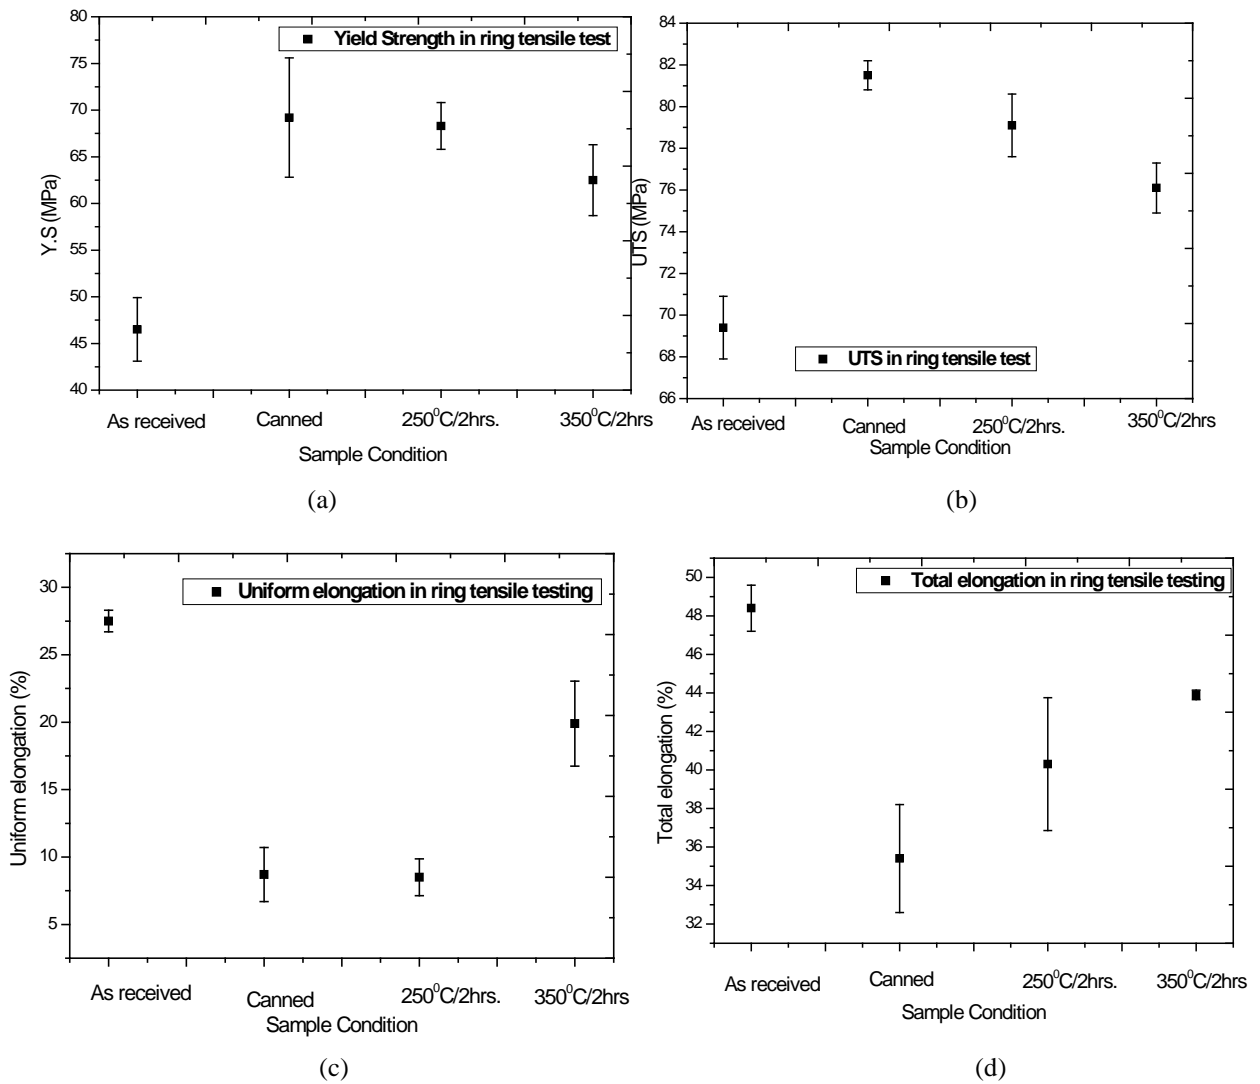 80
75
70
65
60
55
50
45
40
Y.S (MPa)
Yield Strength in ring tensile test
As received
Canned
250⁰C/2hrs.
350⁰C/2hrs
Sample Condition
(a)
84
82
80
78
76
74
72
70
68
66
UTS (MPa)
UTS in ring tensile test
As received
Canned
250⁰C/2hrs.
350⁰C/2hrs
Sample Condition
(b)
30
25
20
15
10
5
Uniform elongation (%)
Uniform elongation in ring tensile testing
As received
Canned
250⁰C/2hrs.
350⁰C/2hrs
Sample Condition
(c)
50
48
46
44
42
40
38
36
34
32
Total elongation (%)
Total elongation in ring tensile testing
As received
Canned
250⁰C/2hrs.
350⁰C/2hrs
Sample Condition
(d)